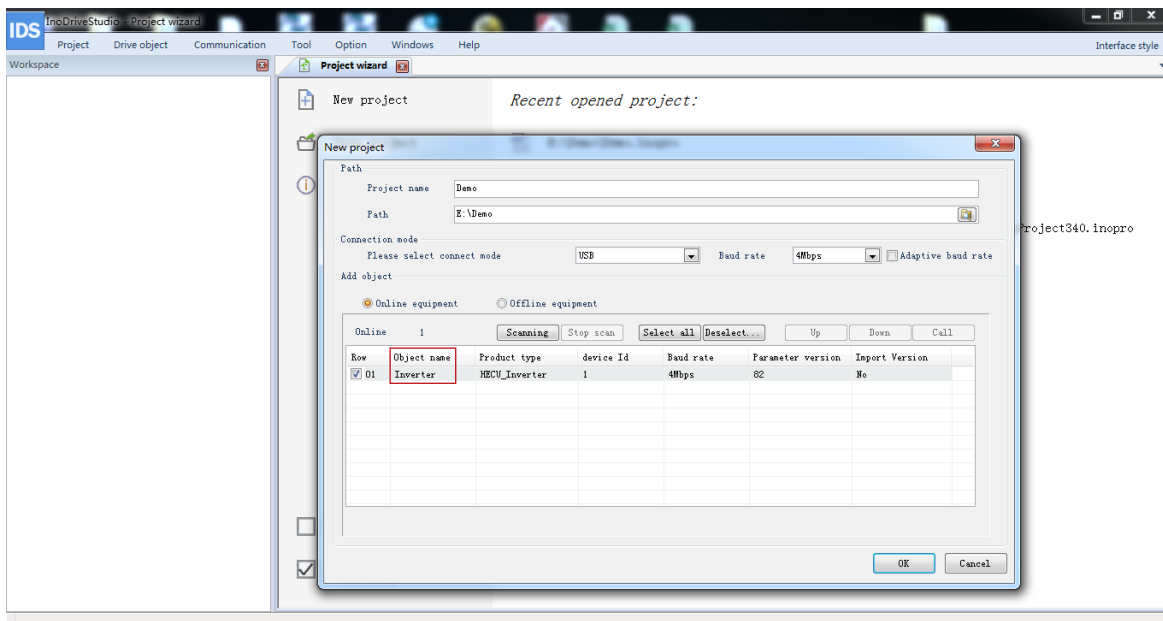 IDS InoDriveStudio - Project wizard
Project Drive object Communication Tool Option Windows Help Interface style
Workspace Project wizard
New project Recent opened project:
New project
Path
Project name Demo
Path E:\Demo
Project340.inopro
Connection mode
Please select connect mode USB Baud rate 4Mbps Adaptive baud rate
Add object
Online equipment Offline equipment
Online 1 Scanning Stop scan Select all Deselect... Up Down Call
Row Object name Product type device Id Baud rate Parameter version Import Version
01 Inverter HECU_Inverter 1 4Mbps 82 No
OK Cancel